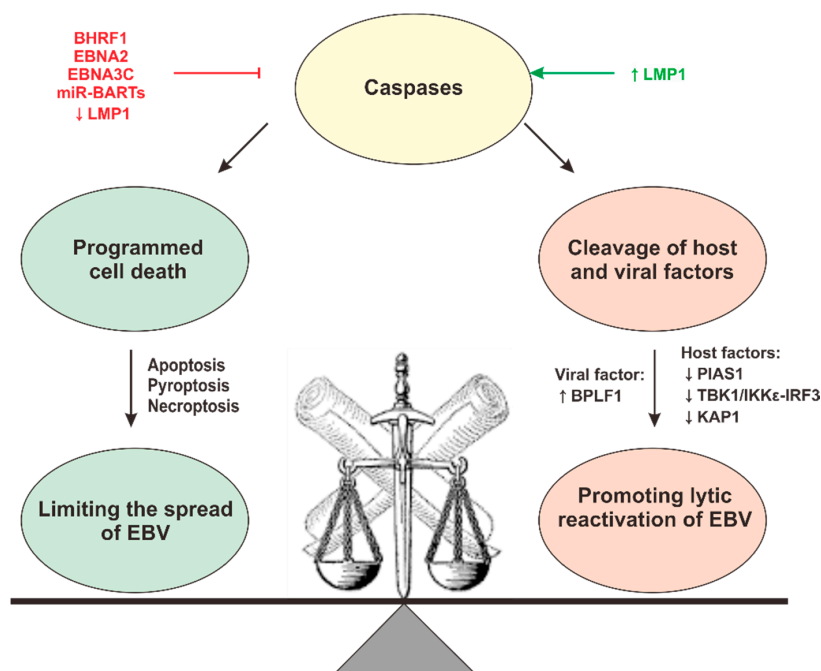 BHRF1
EBNA2
EBNA3C
miR-BARTs
↓ LMP1
Caspases
↑ LMP1
Programmed
cell death
Cleavage of host
and viral factors
Apoptosis
Pyroptosis
Necroptosis
Viral factor:
↑ BPLF1
Host factors:
↓ PIAS1
↓ TBK1/IKKε-IRF3
↓ KAP1
Limiting the spread
of EBV
Promoting lytic
reactivation of EBV